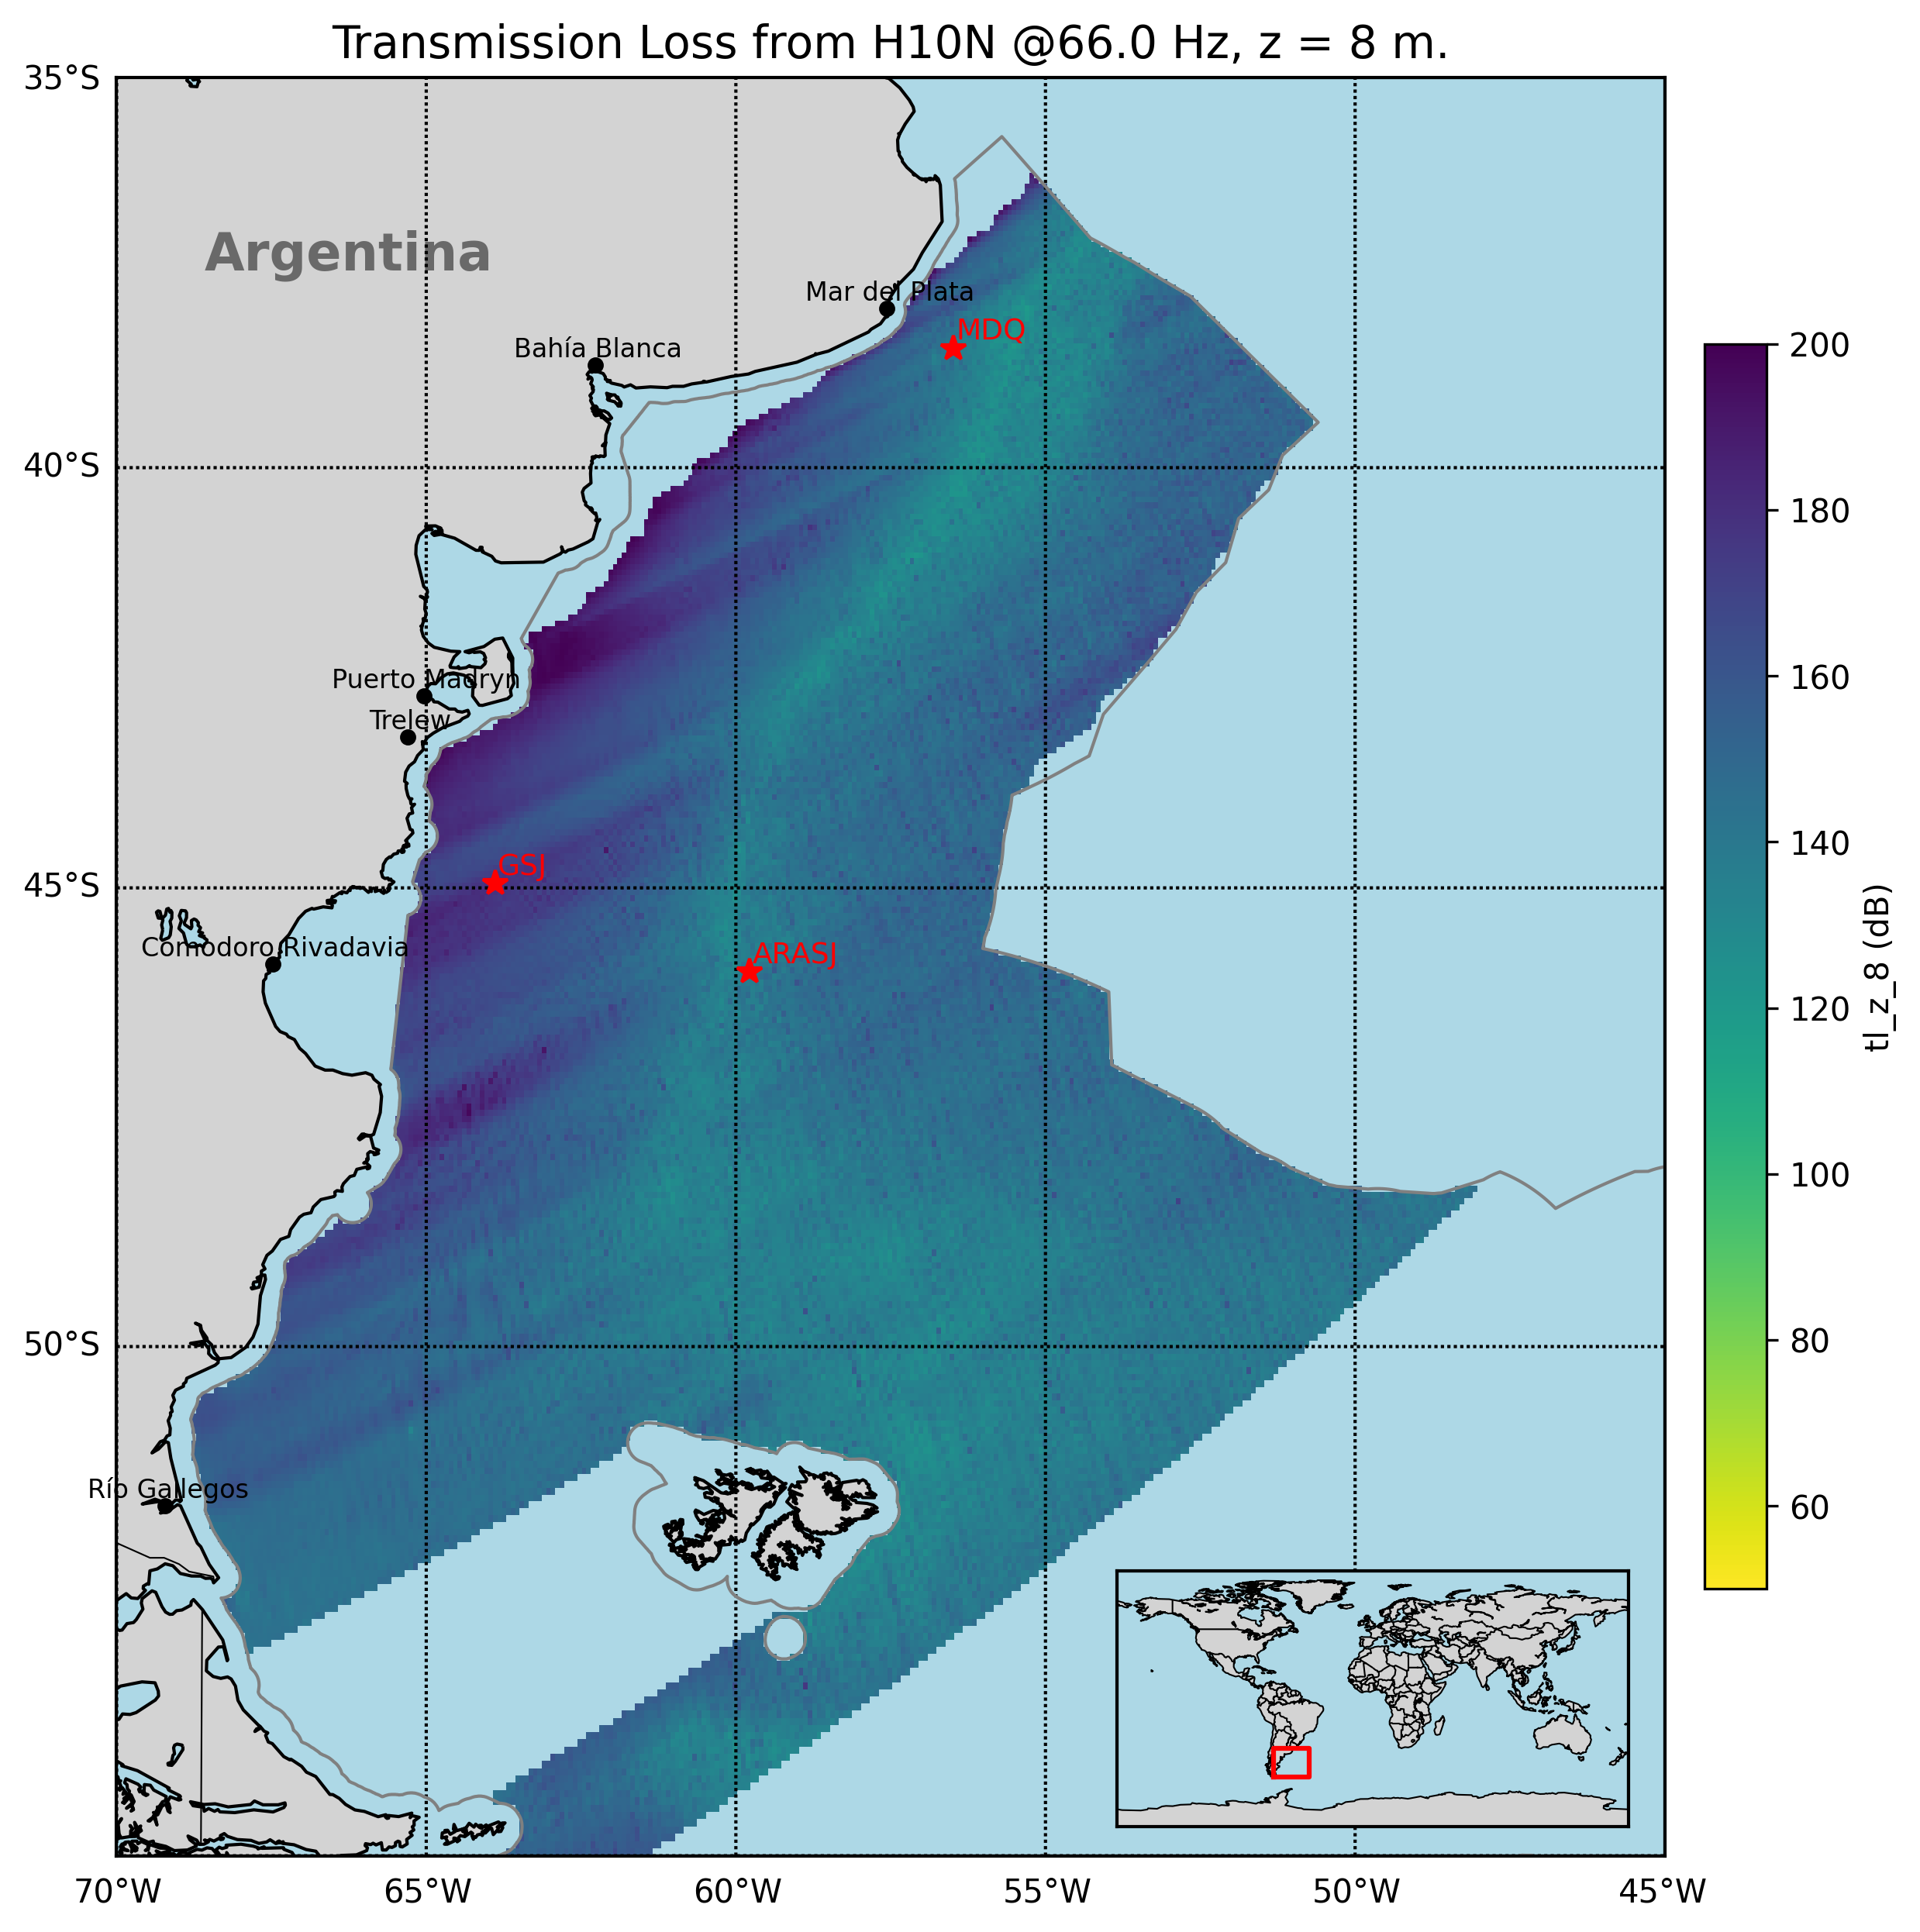 Transmission Loss from H10N @66.0 Hz, z = 8 m.
35°S
Argentina
Mar del Plata
MDQ
Bahía Blanca
200
40°S
180
Puerto Madryn
160
Trelew
140
GSJ
45°S
Comodoro Rivadavia
ARASJ
tl_z_8 (dB)
120
100
50°S
80
Río Gallegos
60
70°W
65°W
60°W
55°W
50°W
45°W